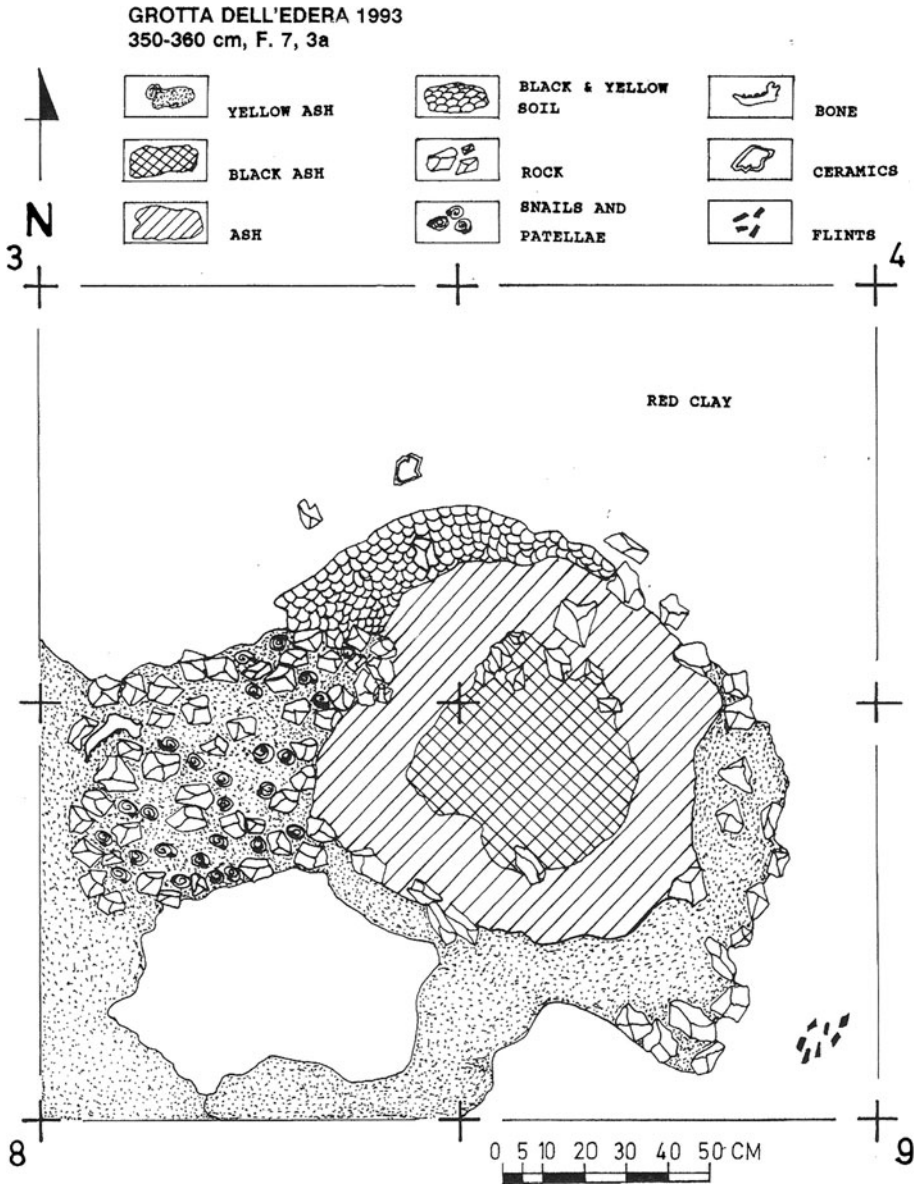 GROTTA DELL'EDERA 1993
350-360 cm, F. 7, 3a
YELLOW ASH
BLACK & YELLOW
SOIL
BONE
BLACK ASH
ROCK
CERAMICS
ASH
SNAILS AND
PATELLAE
FLINTS
N
3
4
RED CLAY
8
9
0 5 10 20 30 40 50 CM